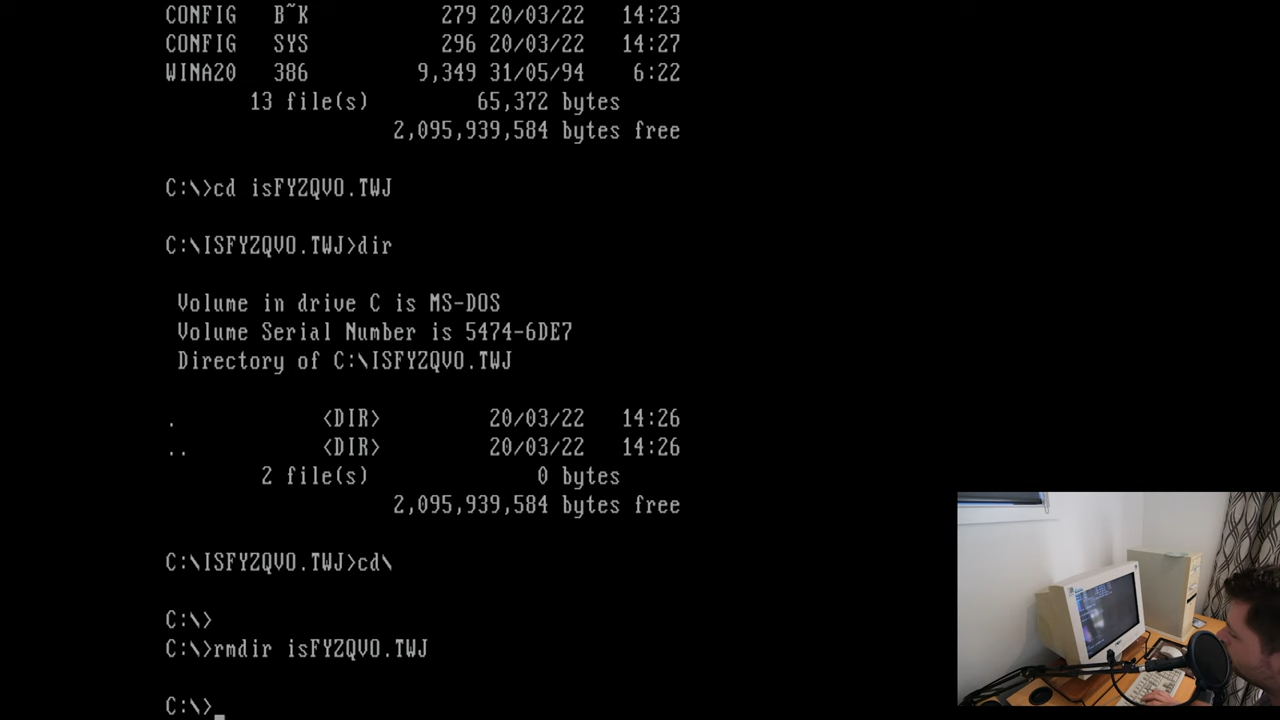 CONFIG B~K 279 20/03/22 14:23
CONFIG SYS 296 20/03/22 14:27
WINA20 386 9,349 31/05/94 6:22
13 file(s) 65,372 bytes
2,095,939,584 bytes free
C:\>cd isFYZQVO.TWJ
C:\ISFYZQVO.TWJ>dir
Volume in drive C is MS-DOS
Volume Serial Number is 5474-6DE7
Directory of C:\ISFYZQVO.TWJ
. <DIR> 20/03/22 14:26
.. <DIR> 20/03/22 14:26
2 file(s) 0 bytes
2,095,939,584 bytes free
C:\ISFYZQVO.TWJ>cd\
C:\>
C:\>rmdir isFYZQVO.TWJ
C:\>